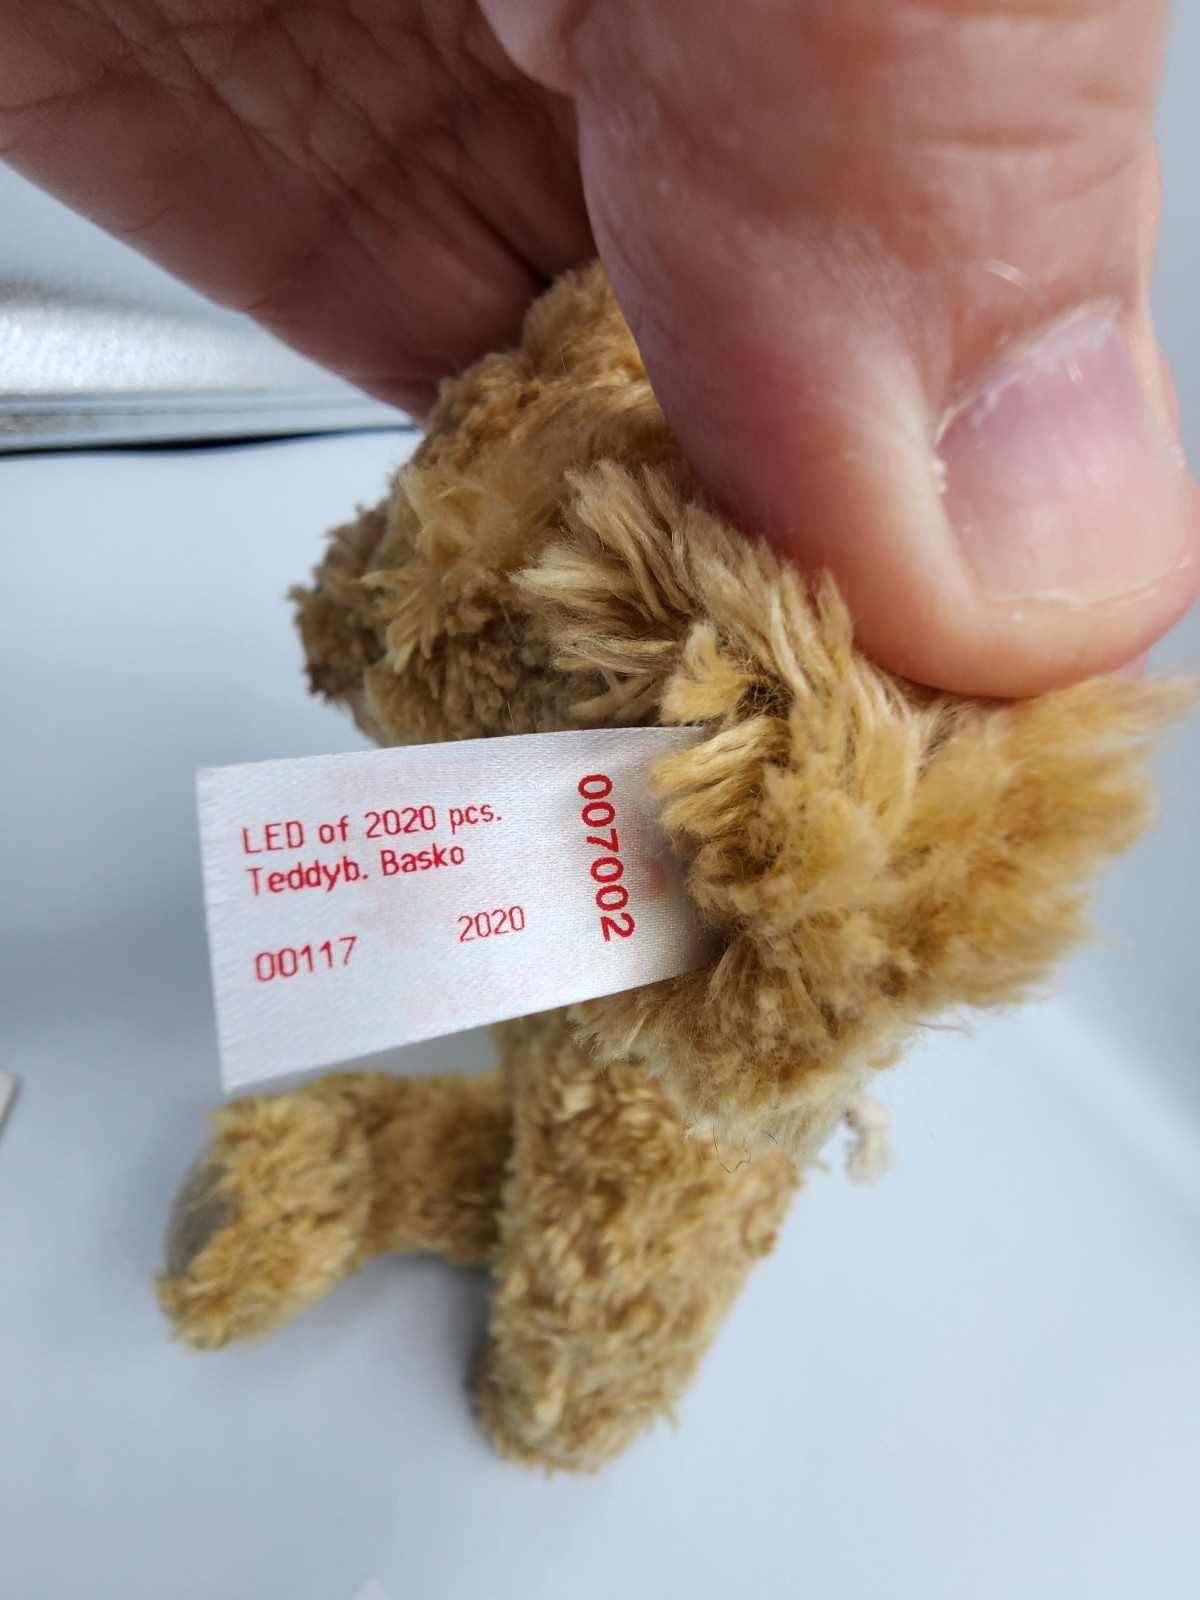 LED of 2020 pcs.
Teddyb. Basko
00117 2020
007002